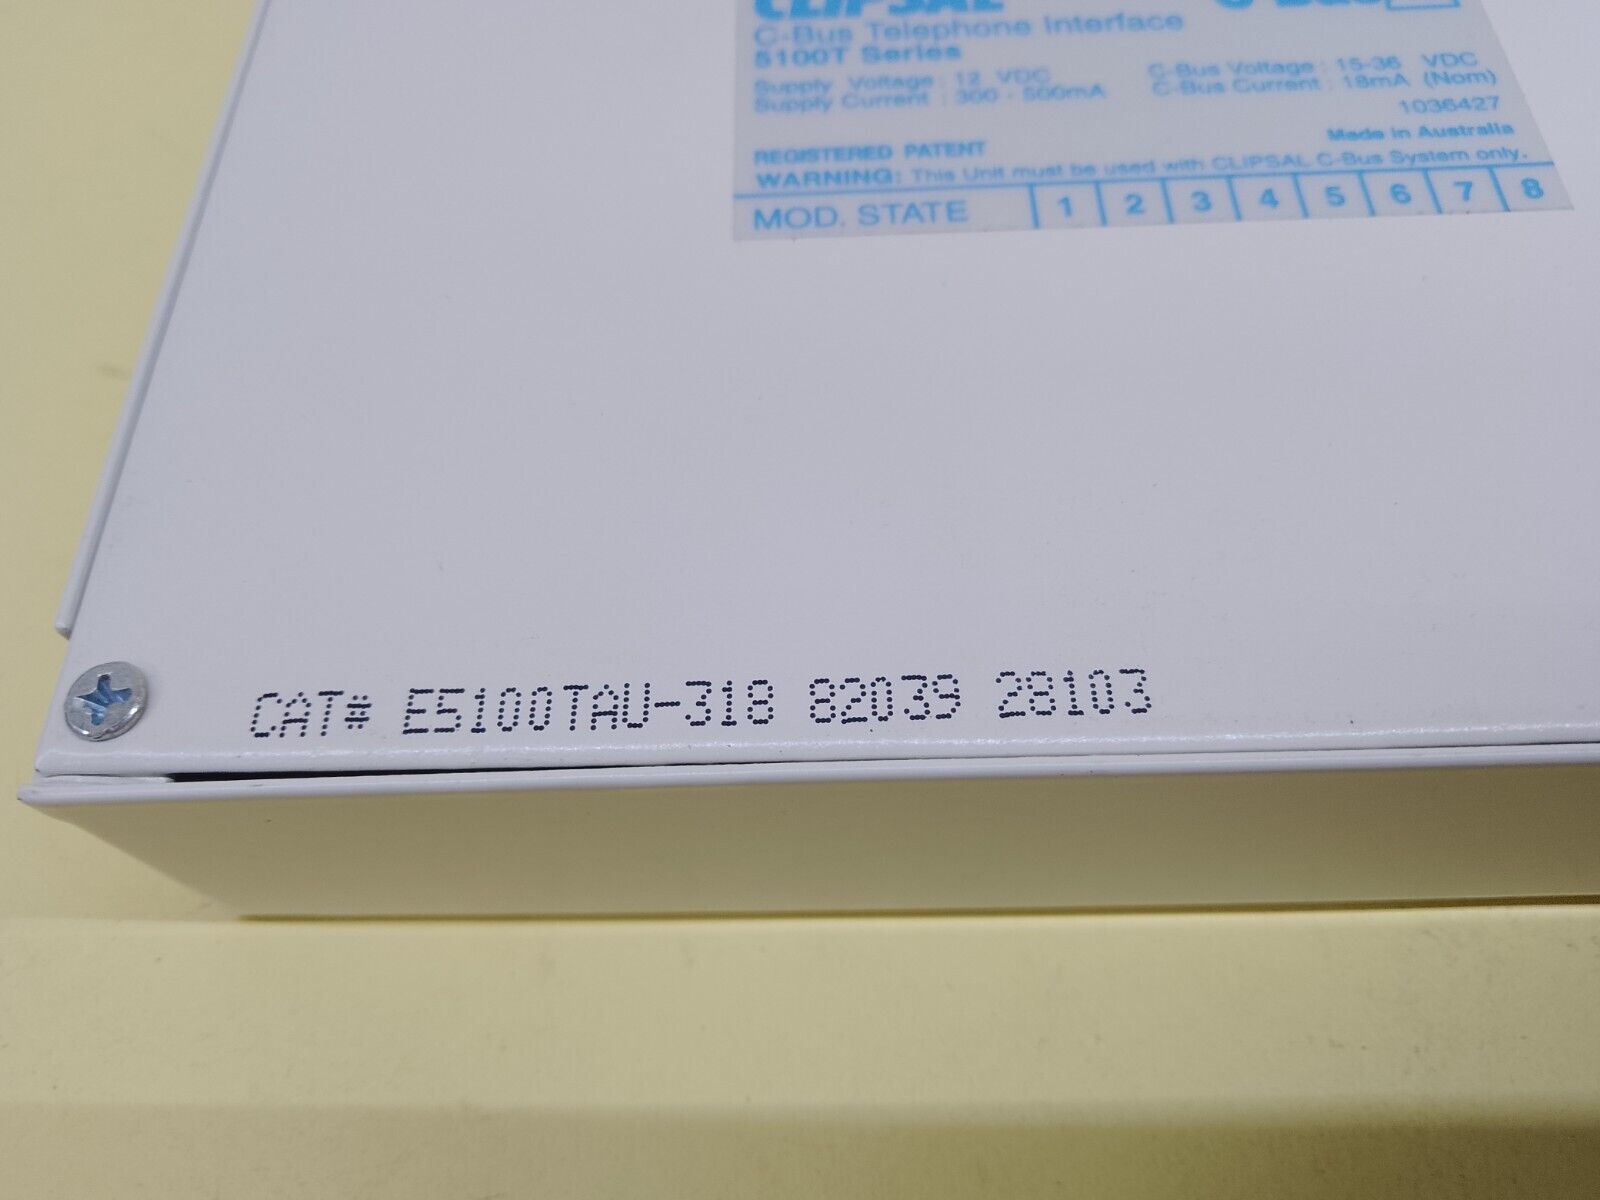 CLIPSAL C-Bus
C-Bus Telephone Interface
5100T Series
Supply Voltage : 12 VDC C-Bus Voltage : 15-36 VDC
Supply Current : 300 - 500mA C-Bus Current : 18mA (Nom)
1036427
Made in Australia
REGISTERED PATENT
WARNING: This Unit must be used with CLIPSAL C-Bus System only.
MOD. STATE 1 2 3 4 5 6 7 8
CAT# E5100TAU-318 82039 28103